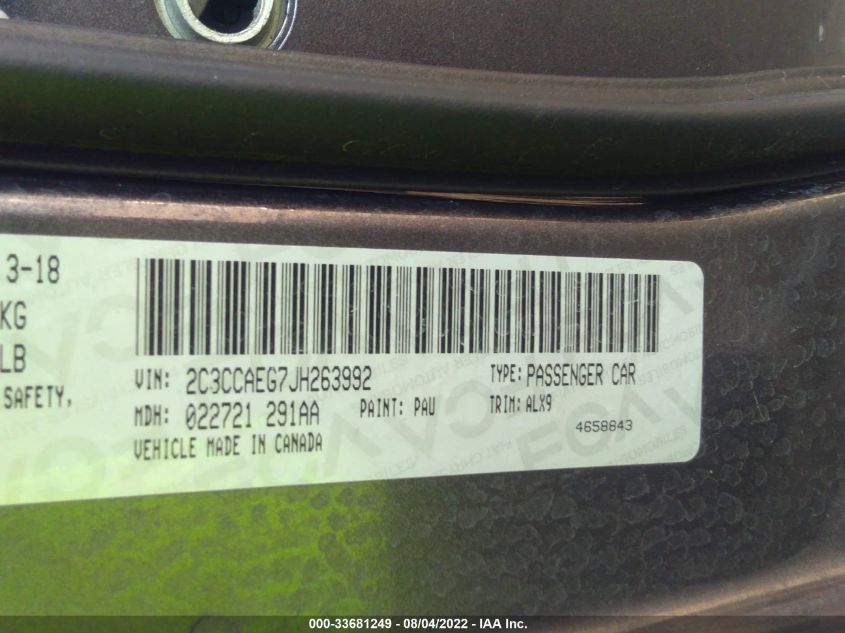 3-18
KG
LB
SAFETY.
VIN: 2C3CCAEG7JH263992
TYPE: PASSENGER CAR
MDH: 022721 291AA
PAINT: PAU
TRIM: ALX9
VEHICLE MADE IN CANADA
4658843
000-33681249 - 08/04/2022 - IAA Inc.